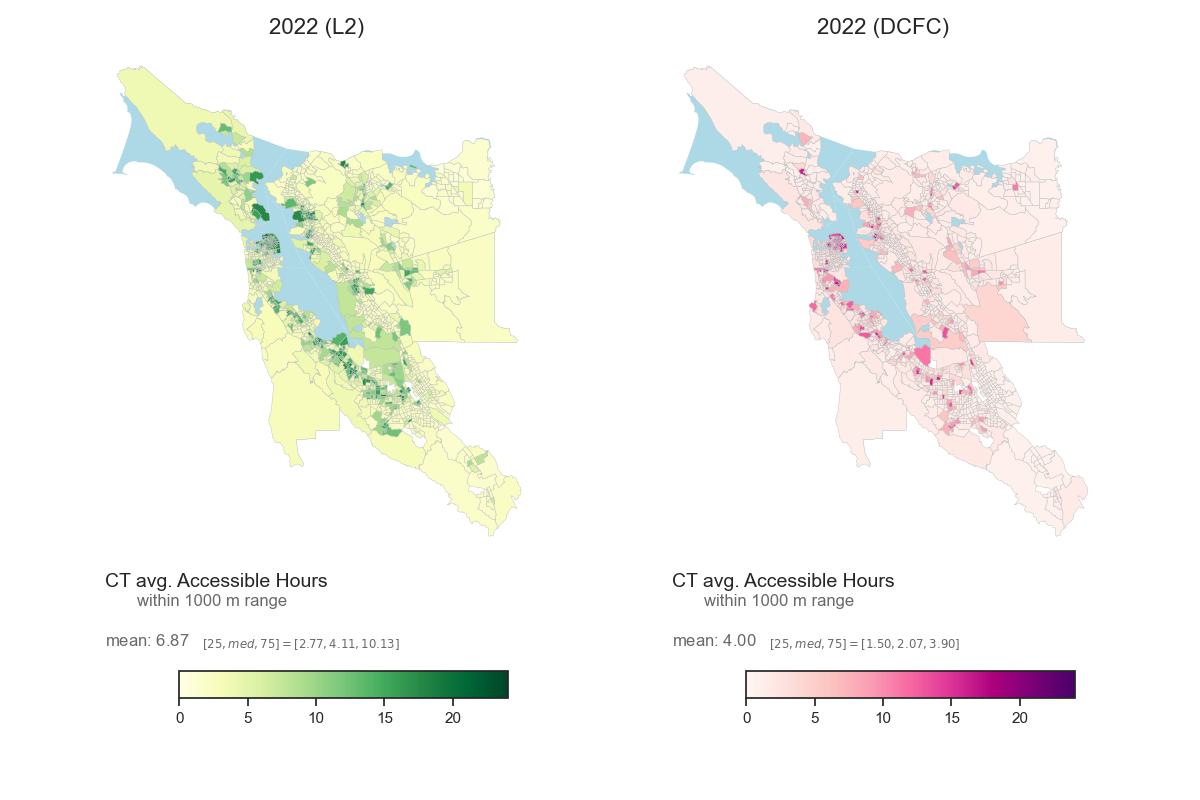 2022 (L2)
2022 (DCFC)
CT avg. Accessible Hours
within 1000 m range
mean: 6.87 [25, med, 75] = [2.77, 4.11, 10.13]
0 5 10 15 20
CT avg. Accessible Hours
within 1000 m range
mean: 4.00 [25, med, 75] = [1.50, 2.07, 3.90]
0 5 10 15 20